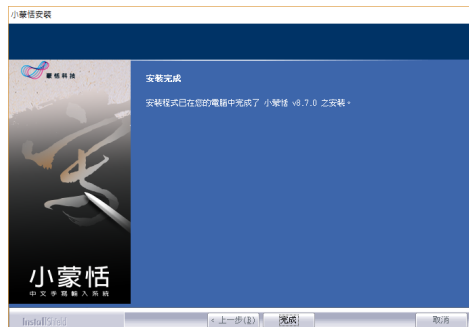 小蒙恬安裝
蒙恬科技
安裝完成
安裝程式已在您的電腦中完成了 小蒙恬 v8.7.0 之安裝。
小蒙恬
中文手寫輸入系統
InstallShield
< 上一步(B)
完成
取消